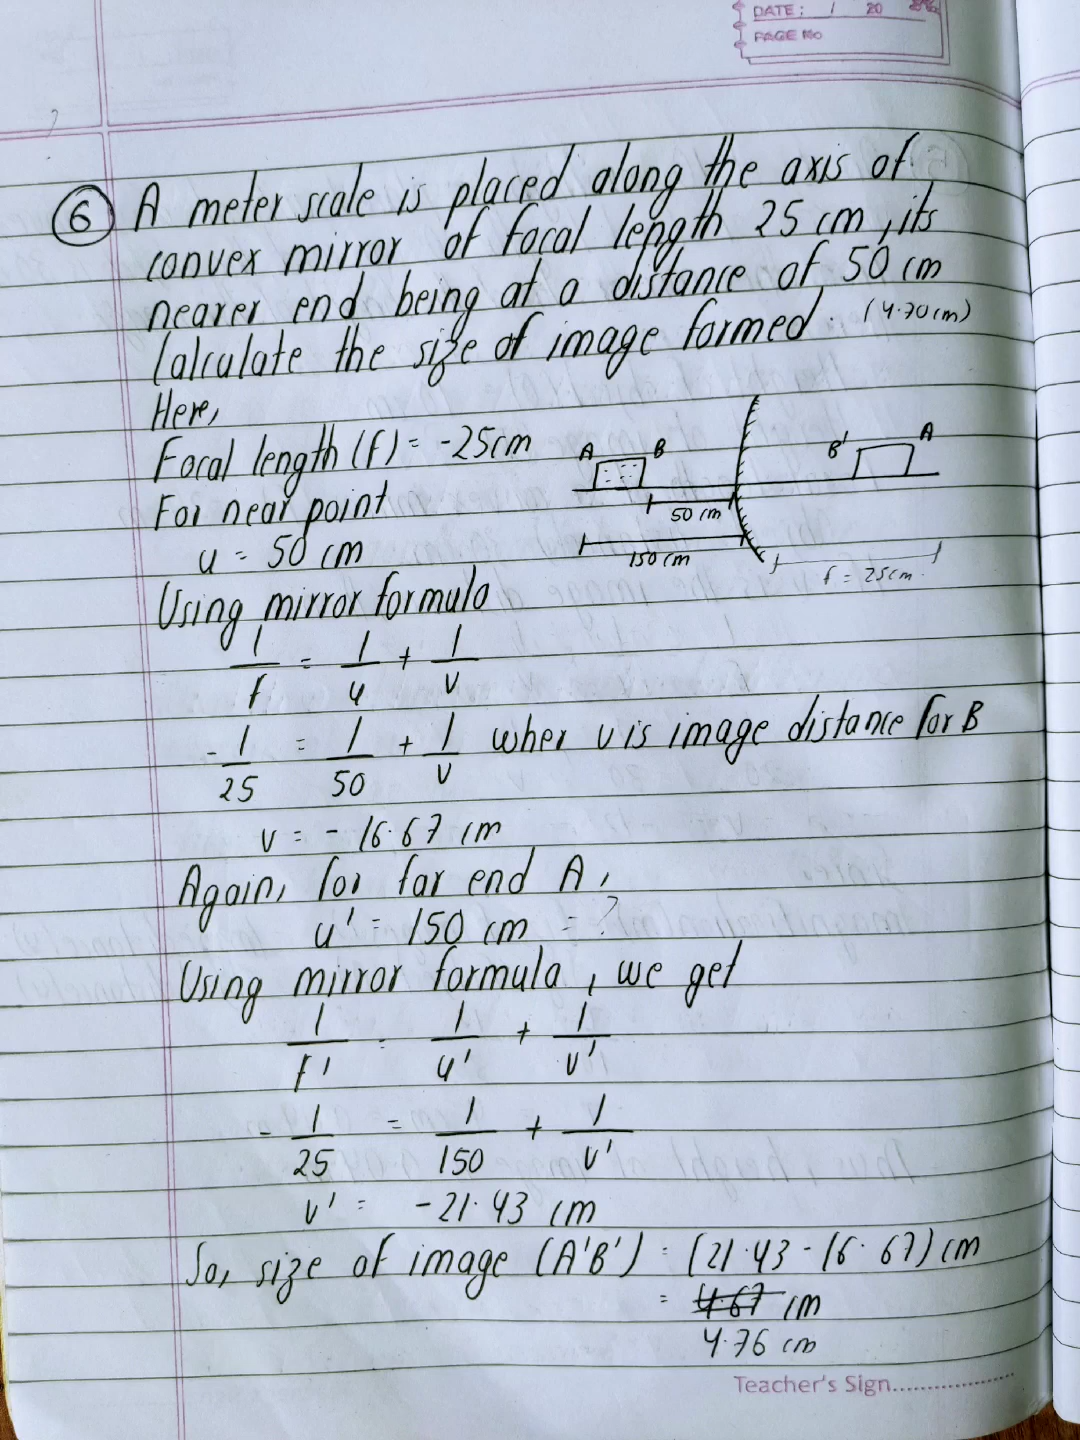 DATE: / 20
PAGE No
6 A meter scale is placed along the axis of
convex mirror of focal length 25 cm, its
nearer end being at a distance of 50 cm
Calculate the size of image formed. (4.70 cm)
Here,
Focal length (f) = -25cm
A B
B' A
For near point
50 cm
u = 50 cm
150 cm
f = 25cm.
Using mirror formula
1/f = 1/u + 1/v
-1/25 = 1/50 + 1/v wher v is image distance for B
v = - 16.67 cm
Again, for far end A,
u' = 150 cm = ?
Using mirror formula, we get
1/f' = 1/u' + 1/v'
-1/25 = 1/150 + 1/v'
v' = -21.43 cm
So, size of image (A'B') = (21.43 - 16.67) cm
= 4.67 cm
4.76 cm
Teacher's Sign..................